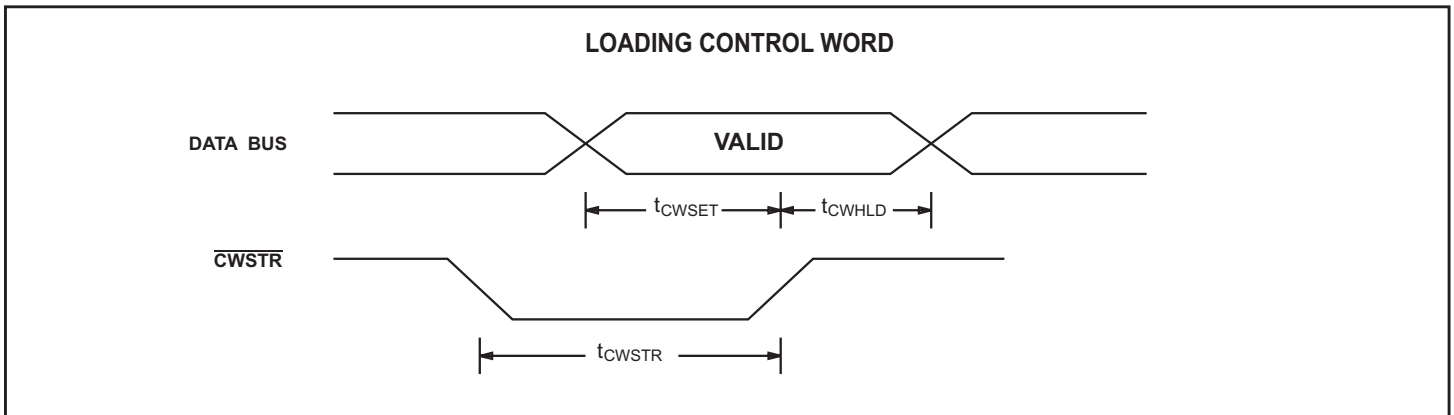 LOADING CONTROL WORD
DATA BUS
VALID
tCWSET
tCWHLD
CWSTR
tCWSTR